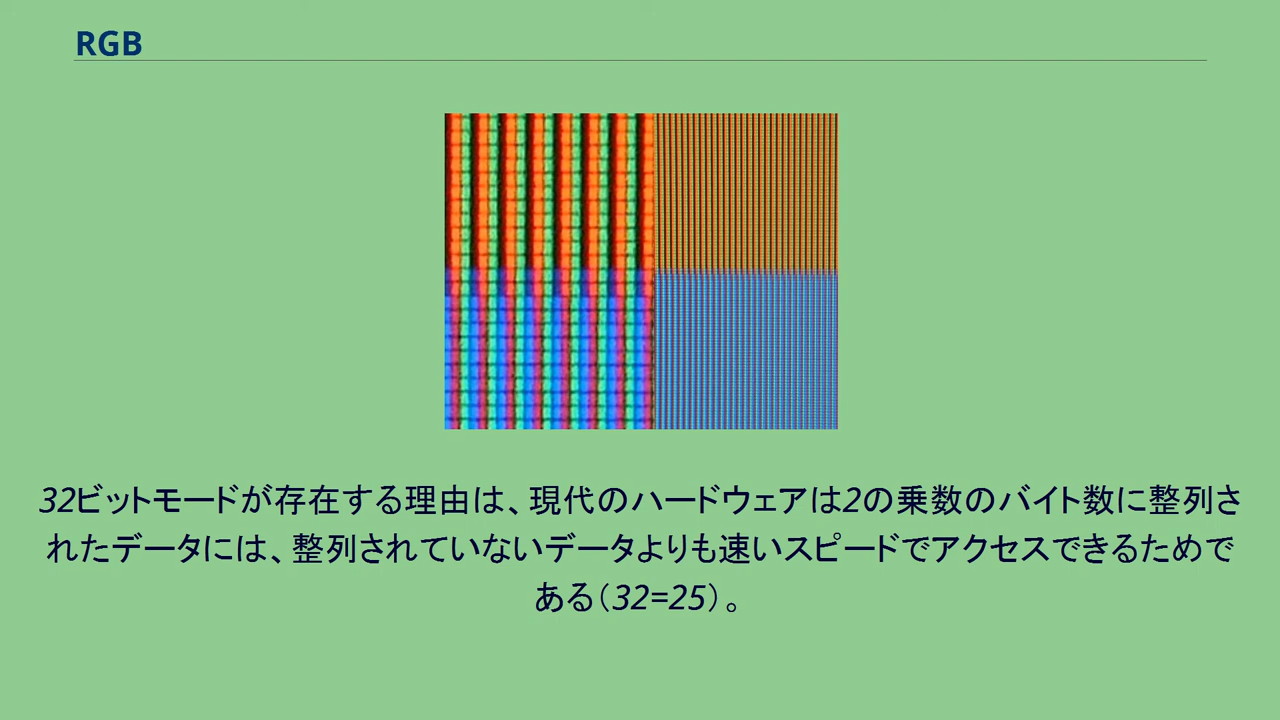 RGB
32ビットモードが存在する理由は、現代のハードウェアは2の乗数のバイト数に整列さ
れたデータには、整列されていないデータよりも速いスピードでアクセスできるためで
ある（32=25）。